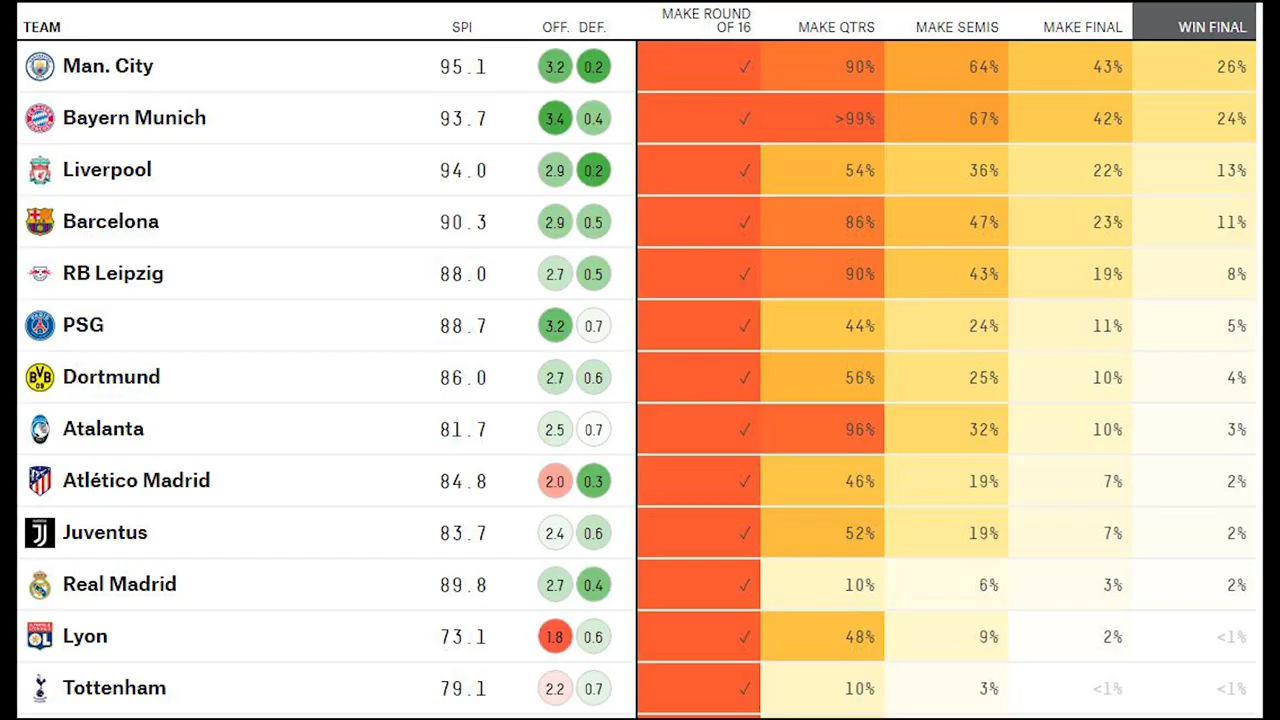 TEAM SPI OFF. DEF. MAKE ROUND OF 16 MAKE QTRS MAKE SEMIS MAKE FINAL WIN FINAL
Man. City 95.1 3.2 0.2 ✓ 90% 64% 43% 26%
Bayern Munich 93.7 3.4 0.4 ✓ >99% 67% 42% 24%
Liverpool 94.0 2.9 0.2 ✓ 54% 36% 22% 13%
Barcelona 90.3 2.9 0.5 ✓ 86% 47% 23% 11%
RB Leipzig 88.0 2.7 0.5 ✓ 90% 43% 19% 8%
PSG 88.7 3.2 0.7 ✓ 44% 24% 11% 5%
Dortmund 86.0 2.7 0.6 ✓ 56% 25% 10% 4%
Atalanta 81.7 2.5 0.7 ✓ 96% 32% 10% 3%
Atlético Madrid 84.8 2.0 0.3 ✓ 46% 19% 7% 2%
Juventus 83.7 2.4 0.6 ✓ 52% 19% 7% 2%
Real Madrid 89.8 2.7 0.4 ✓ 10% 6% 3% 2%
Lyon 73.1 1.8 0.6 ✓ 48% 9% 2% <1%
Tottenham 79.1 2.2 0.7 ✓ 10% 3% <1% <1%